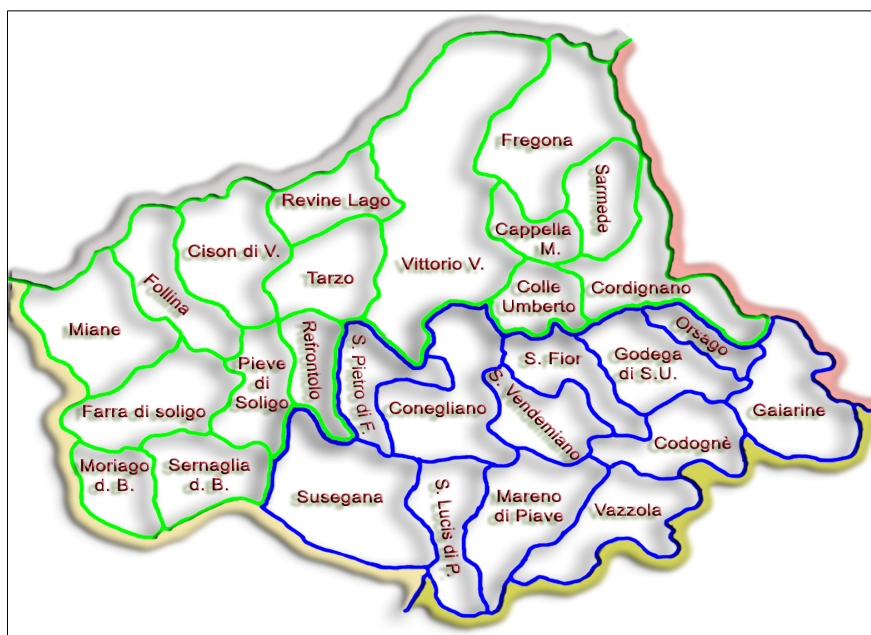 Fregona
Sarmede
Revine Lago
Cappella
M.
Cison di V.
Follina
Tarzo
Vittorio V.
Colle
Umberto
Cordignano
Miane
Refrontolo
S. Pietro di F.
Orsago
S. Fior
Godega
di S.U.
Pieve
di
Soligo
S. Vendemiano
Farra di soligo
Conegliano
Gaiarine
Codognè
Moriago
d. B.
Sernaglia
d. B.
Susegana
S. Lucis di P.
Mareno
di Piave
Vazzola